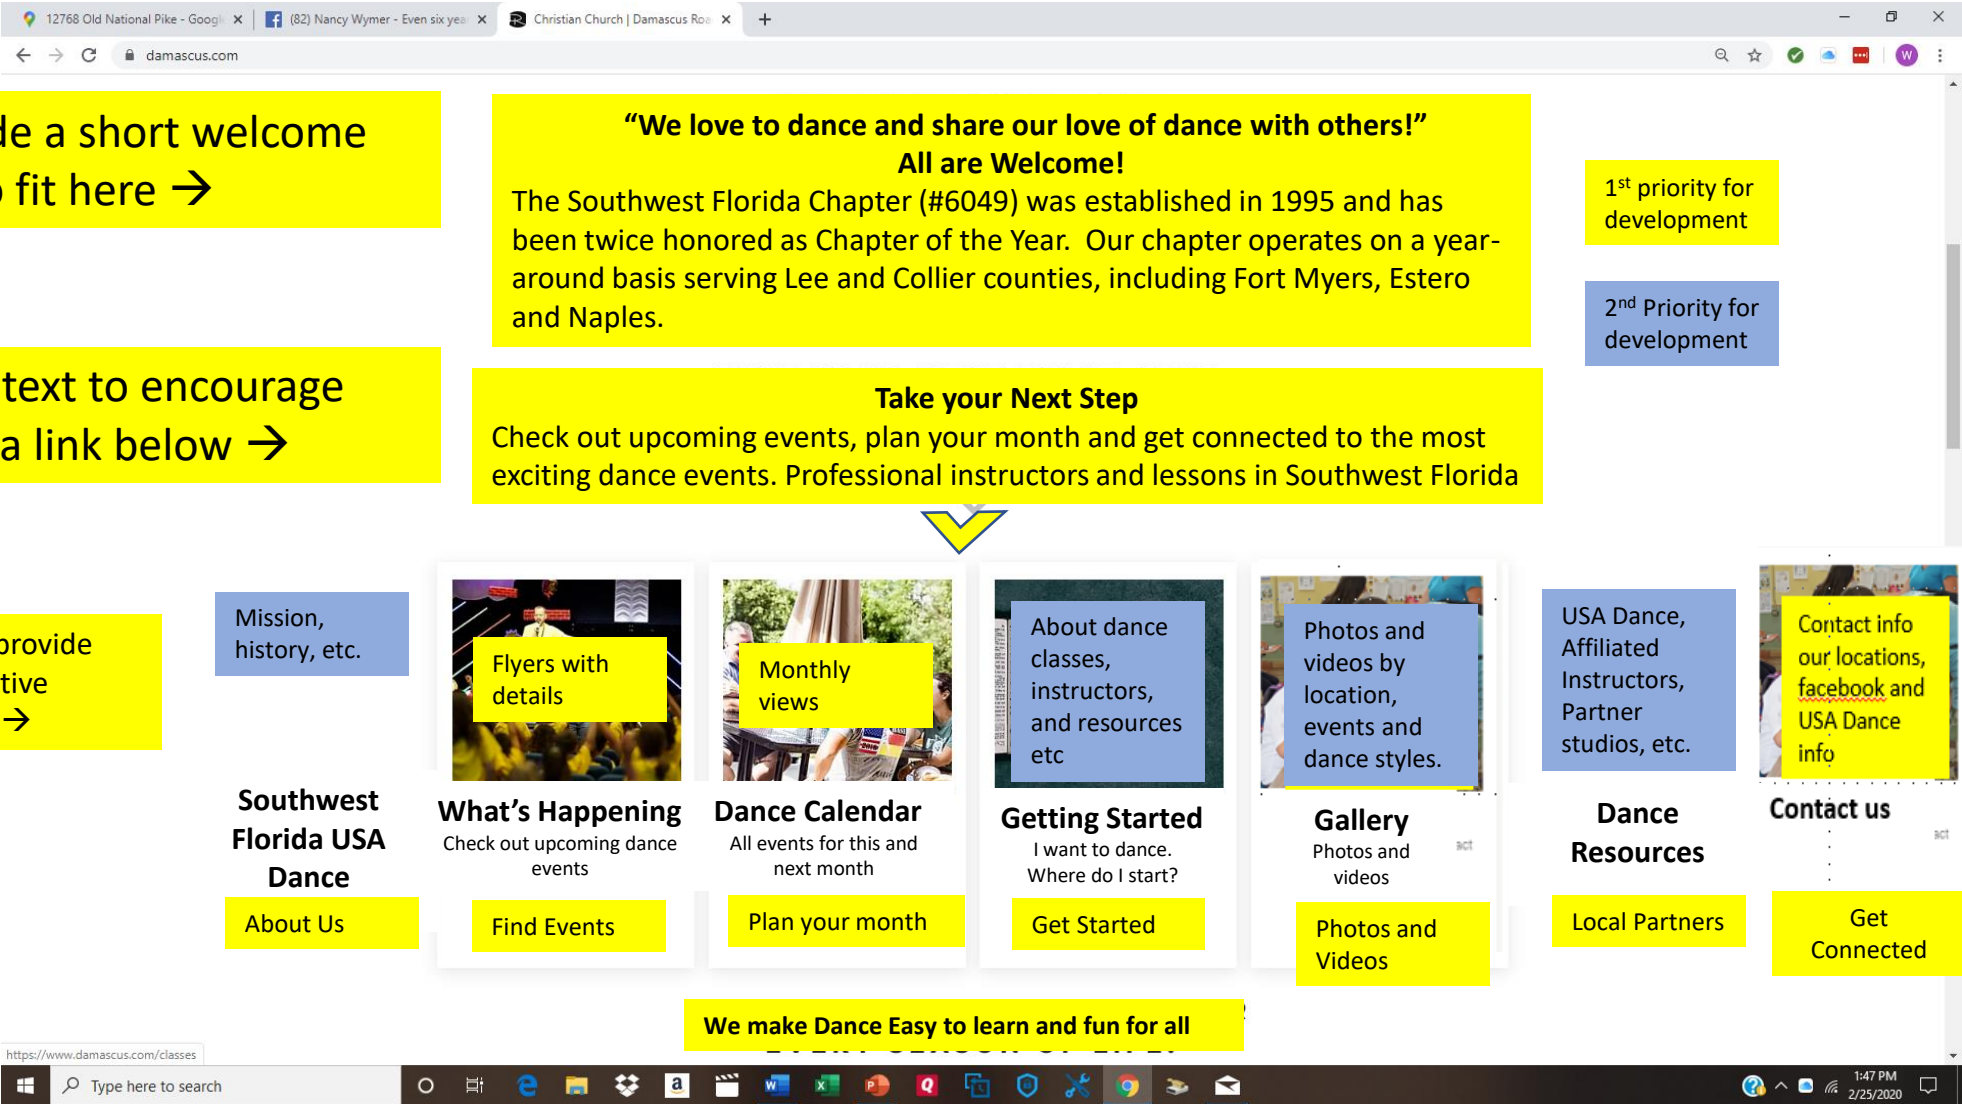 12768 Old National Pike - Googl
(82) Nancy Wymer - Even six yea
Christian Church | Damascus Roa
damascus.com
W
de a short welcome
fit here →
"We love to dance and share our love of dance with others!"
All are Welcome!
The Southwest Florida Chapter (#6049) was established in 1995 and has
been twice honored as Chapter of the Year. Our chapter operates on a year-
around basis serving Lee and Collier counties, including Fort Myers, Estero
and Naples.
1st priority for
development
2nd Priority for
development
text to encourage
a link below →
Take your Next Step
Check out upcoming events, plan your month and get connected to the most
exciting dance events. Professional instructors and lessons in Southwest Florida
provide
tive
→
Mission,
history, etc.
Southwest
Florida USA
Dance
About Us
Flyers with
details
What's Happening
Check out upcoming dance
events
Find Events
Monthly
views
Dance Calendar
All events for this and
next month
Plan your month
About dance
classes,
instructors,
and resources
etc
Getting Started
I want to dance.
Where do I start?
Get Started
Photos and
videos by
location,
events and
dance styles.
Gallery
Photos and
videos
act
Photos and
Videos
USA Dance,
Affiliated
Instructors,
Partner
studios, etc.
Dance
Resources
Local Partners
Contact info
our locations,
facebook and
USA Dance
info
Contact us
act
Get
Connected
We make Dance Easy to learn and fun for all
https://www.damascus.com/classes
Type here to search
1:47 PM
2/25/2020